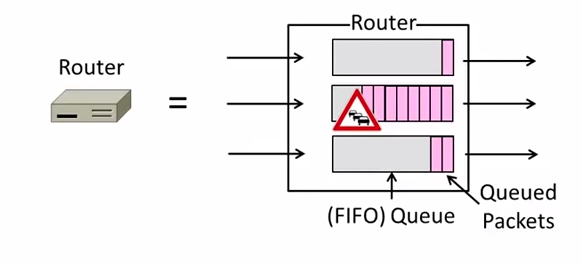 Router
Router
=
(FIFO) Queue
Queued
Packets